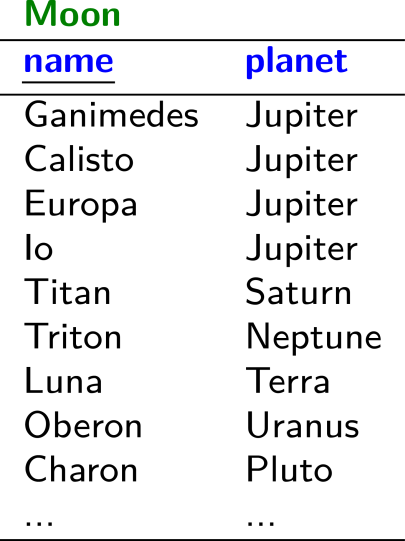 Moon
name planet
Ganimedes Jupiter
Calisto Jupiter
Europa Jupiter
Io Jupiter
Titan Saturn
Triton Neptune
Luna Terra
Oberon Uranus
Charon Pluto
... ...